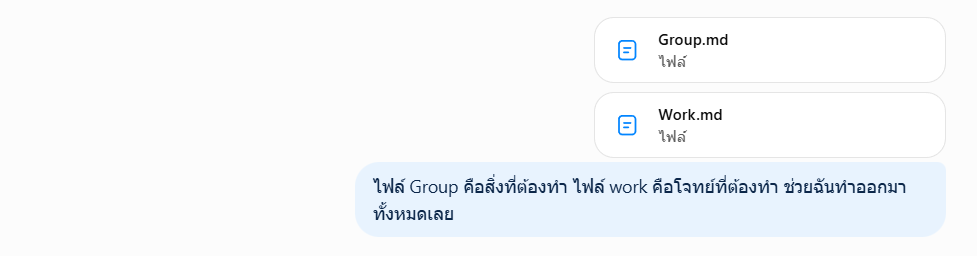 Group.md
ไฟล์
Work.md
ไฟล์
ไฟล์ Group คือสิ่งที่ต้องทำ ไฟล์ work คือโจทย์ที่ต้องทำ ช่วยฉันทำออกมา
ทั้งหมดเลย